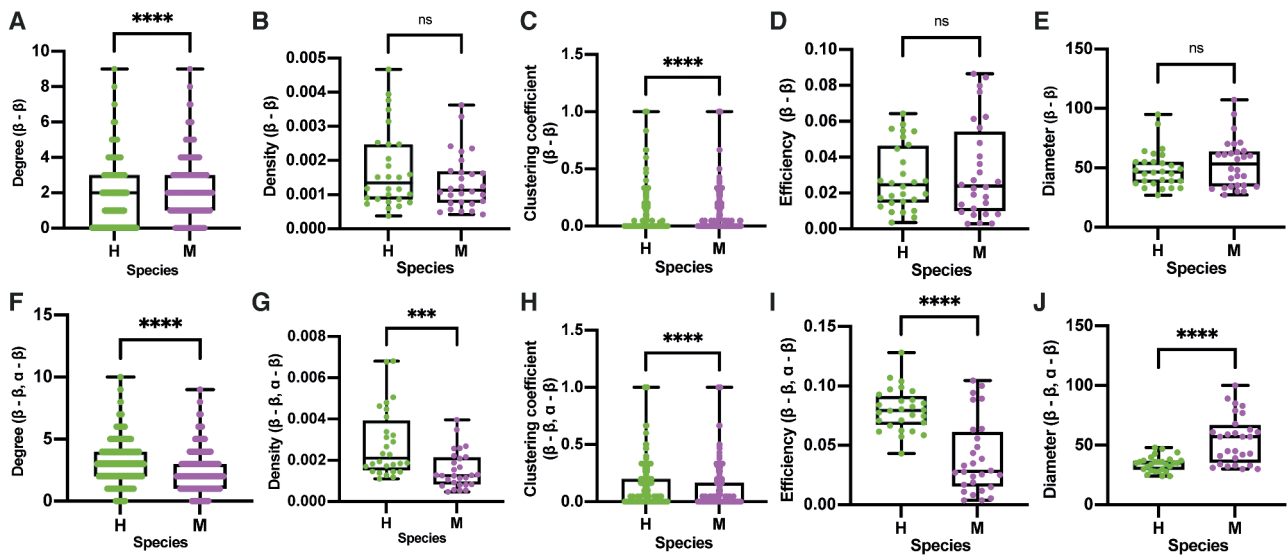 A
****
Degree (β - β)
10
8
6
4
2
0
H
M
Species
B
ns
Density (β - β)
0.005
0.004
0.003
0.002
0.001
0.000
H
M
Species
C
****
Clustering coefficient
(β - β)
1.5
1.0
0.5
0.0
H
M
Species
D
ns
Efficiency (β - β)
0.10
0.08
0.06
0.04
0.02
0.00
H
M
Species
E
ns
Diameter (β - β)
150
100
50
0
H
M
Species
F
****
Degree (β - β, α - β)
15
10
5
0
H
M
Species
G
***
Density (β - β, α - β)
0.008
0.006
0.004
0.002
0.000
H
M
Species
H
****
Clustering coefficient
(β - β, α - β)
1.5
1.0
0.50
0.0
H
M
Species
I
****
Efficiency (β - β, α - β)
0.15
0.10
0.05
0.00
H
M
Species
J
****
Diameter (β - β, α - β)
150
100
50
0
H
M
Species